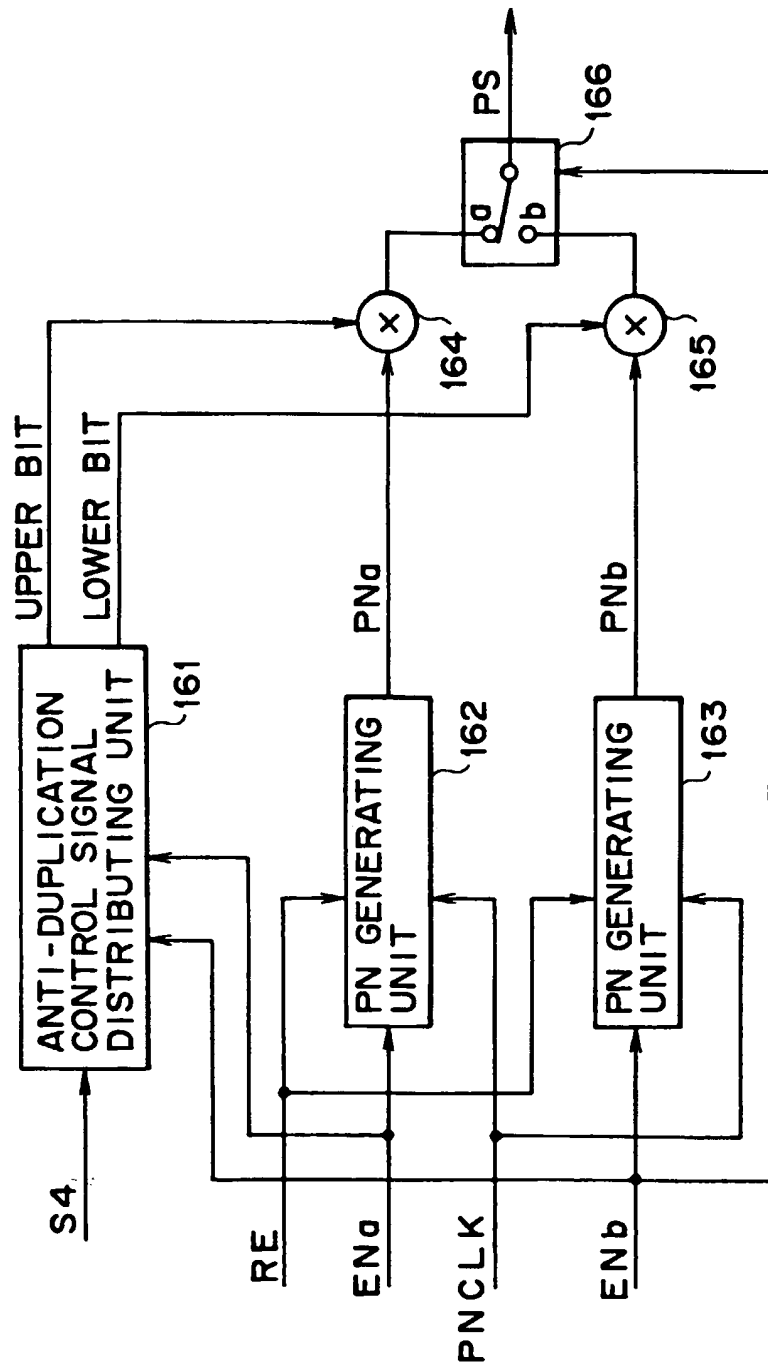 S4
ANTI-DUPLICATION
CONTROL SIGNAL
DISTRIBUTING UNIT
161
UPPER BIT
LOWER BIT
RE
ENa
PN GENERATING
UNIT
162
PNa
X
164
PNCLK
ENb
PN GENERATING
UNIT
163
PNb
X
165
a
b
PS
166